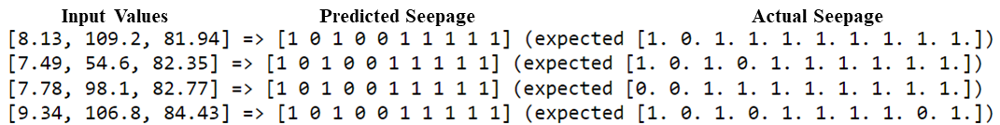 Input Values Predicted Seepage Actual Seepage
[8.13, 109.2, 81.94] => [1 0 1 0 0 1 1 1 1 1] (expected [1. 0. 1. 1. 1. 1. 1. 1. 1. 1.])
[7.49, 54.6, 82.35] => [1 0 1 0 0 1 1 1 1 1] (expected [1. 0. 1. 0. 1. 1. 1. 1. 1. 1.])
[7.78, 98.1, 82.77] => [1 0 1 0 0 1 1 1 1 1] (expected [0. 0. 1. 1. 1. 1. 1. 1. 1. 1.])
[9.34, 106.8, 84.43] => [1 0 1 0 0 1 1 1 1 1] (expected [1. 0. 1. 0. 1. 1. 1. 1. 0. 1.])